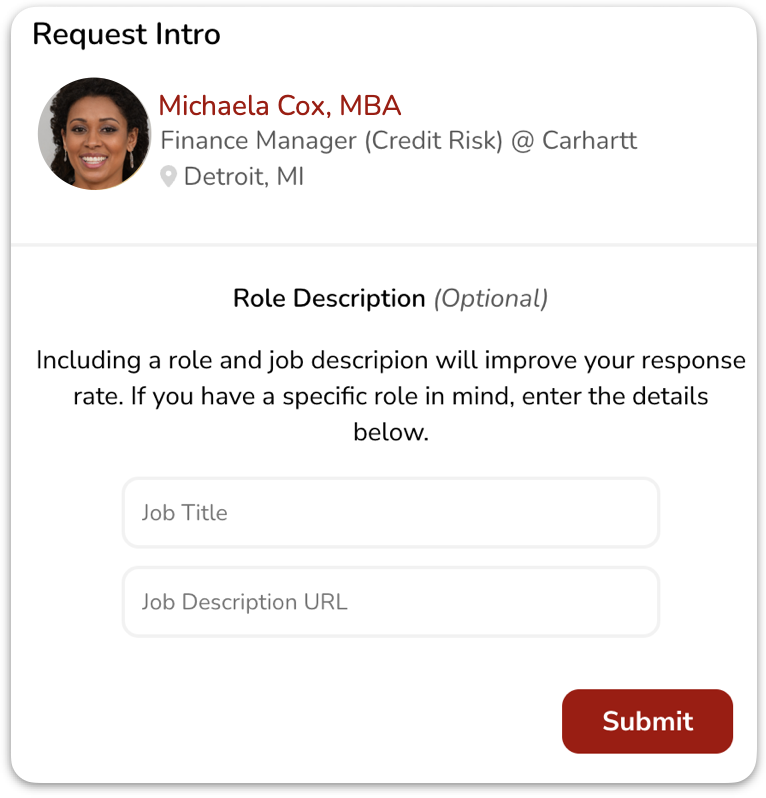 Request Intro
Michaela Cox, MBA
Finance Manager (Credit Risk) @ Carhartt
Detroit, MI
Role Description (Optional)
Including a role and job descripion will improve your response
rate. If you have a specific role in mind, enter the details
below.
Job Title
Job Description URL
Submit